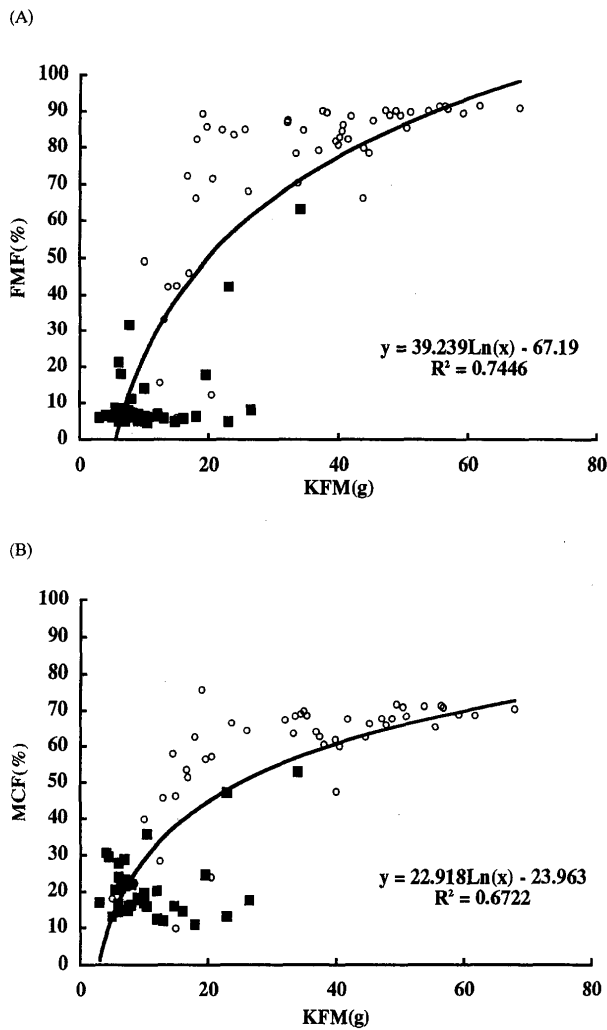 (A)
100
90
80
70
60
50
40
30
20
10
0
FMF(%)
y = 39.239Ln(x) - 67.19
R² = 0.7446
0 20 40 60 80
KFM(g)
(B)
100
90
80
70
60
50
40
30
20
10
0
MCF(%)
y = 22.918Ln(x) - 23.963
R² = 0.6722
0 20 40 60 80
KFM(g)